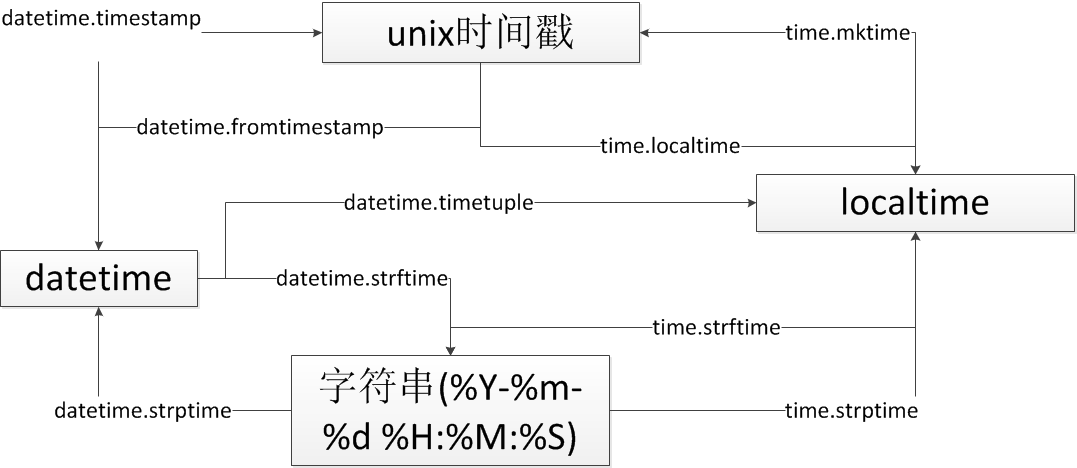 datetime.timestamp
unix时间戳
time.mktime
datetime.fromtimestamp
time.localtime
datetime.timetuple
localtime
datetime
datetime.strftime
time.strftime
字符串(%Y-%m-
%d %H:%M:%S)
datetime.strptime
time.strptime